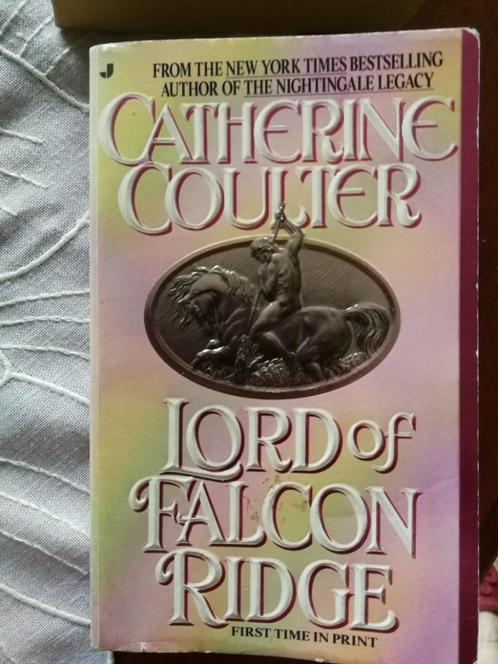 J
FROM THE NEW YORK TIMES BESTSELLING
AUTHOR OF THE NIGHTINGALE LEGACY
CATHERINE
COULTER
LORD OF
FALCON
RIDGE
FIRST TIME IN PRINT